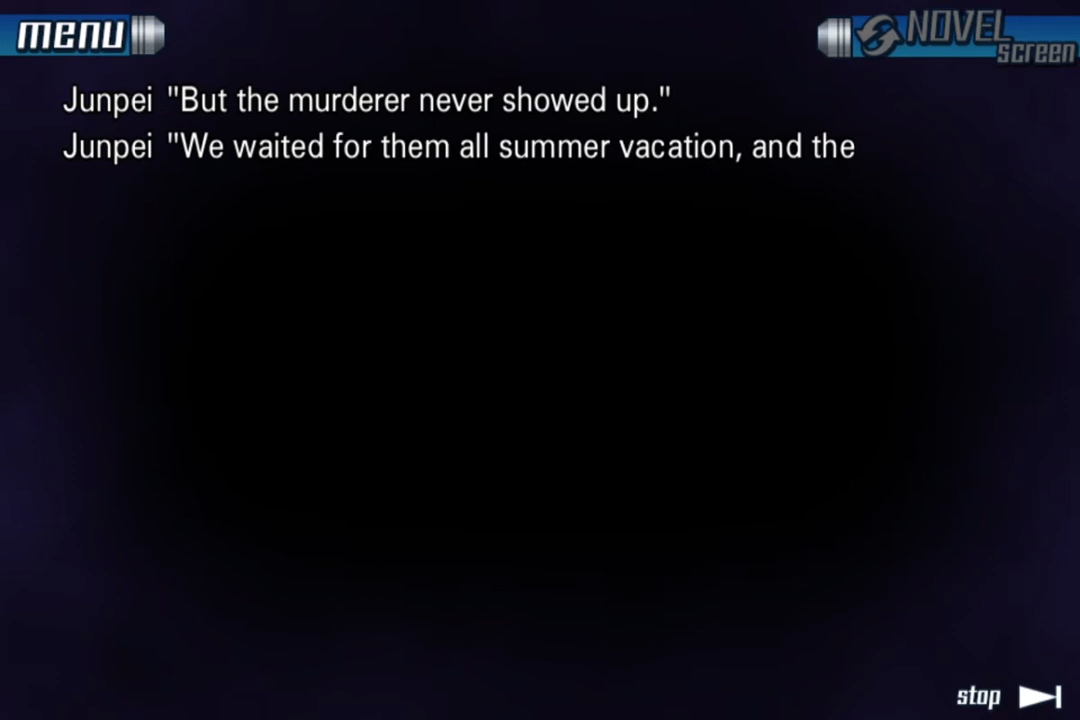 menu
NOVEL
screen
Junpei "But the murderer never showed up."
Junpei "We waited for them all summer vacation, and the
stop